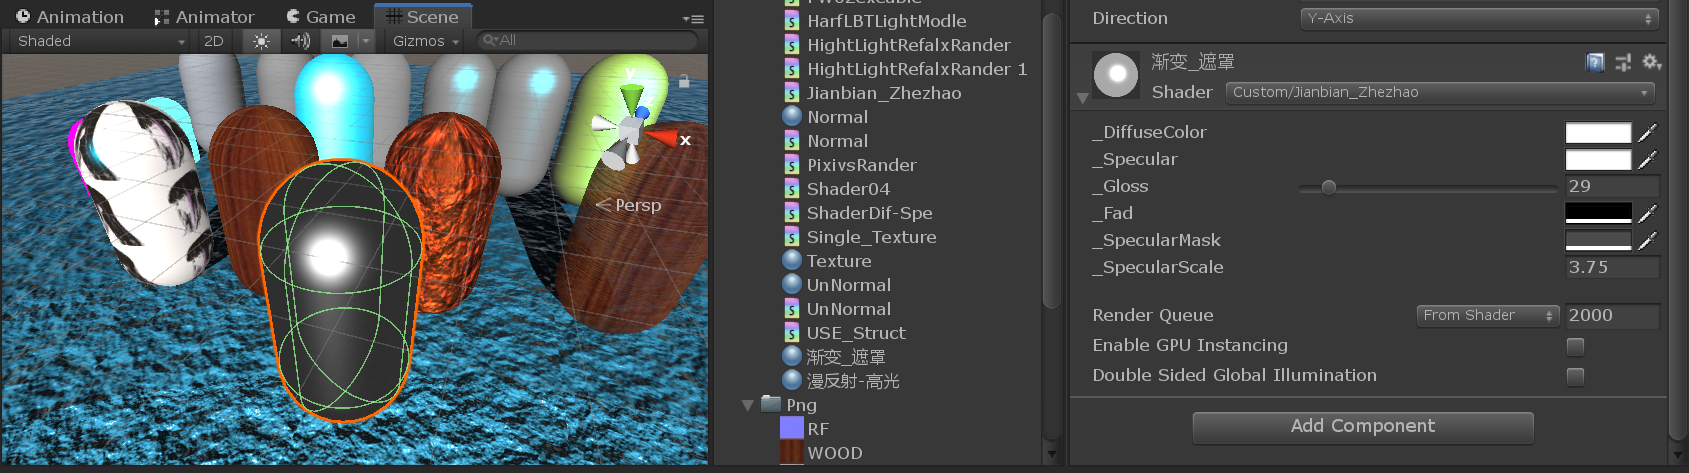 Animation
Animator
Game
Scene
Shaded
2D
Gizmos
All
y
z
x
Persp
HarfLBTLightModle
HightLightRefalxRander
HightLightRefalxRander 1
Jianbian_Zhezhao
Normal
Normal
PixivsRander
Shader04
ShaderDif-Spe
Single_Texture
Texture
UnNormal
UnNormal
USE_Struct
渐变_遮罩
漫反射-高光
Png
RF
WOOD
Direction
Y-Axis
渐变_遮罩
Shader
Custom/Jianbian_Zhezhao
_DiffuseColor
_Specular
_Gloss
29
_Fad
_SpecularMask
_SpecularScale
3.75
Render Queue
From Shader
2000
Enable GPU Instancing
Double Sided Global Illumination
Add Component